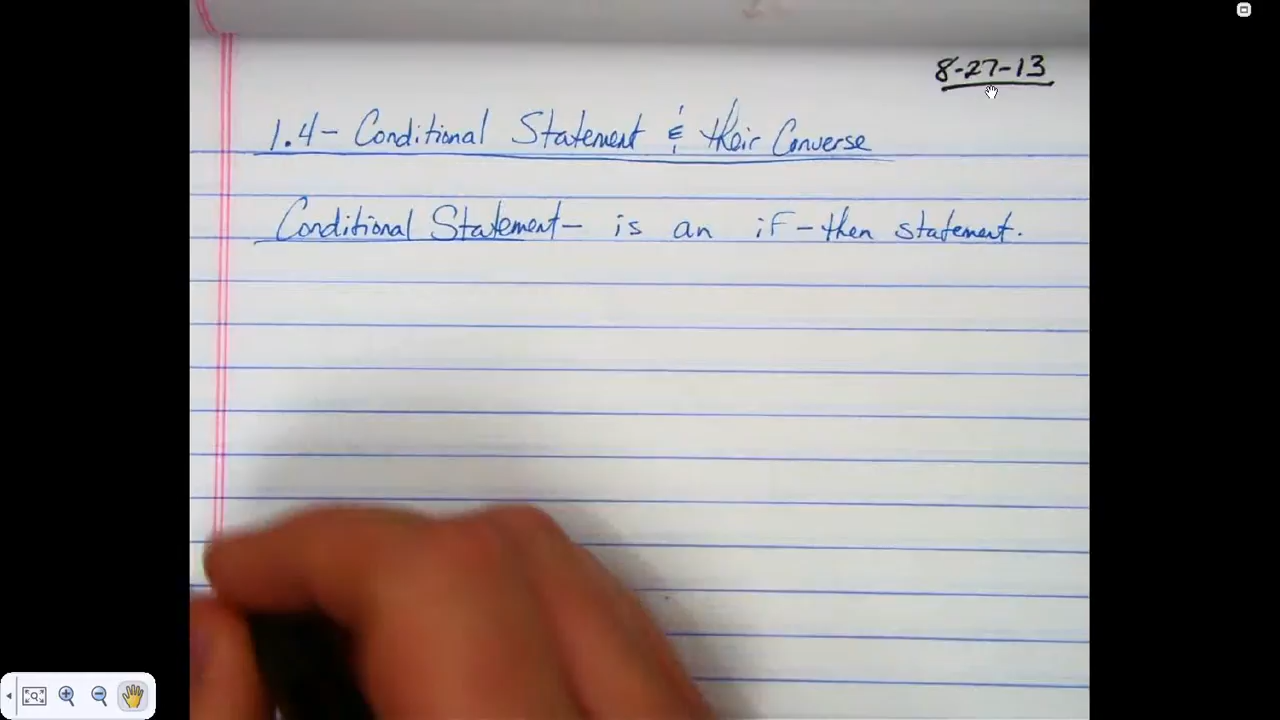 8-27-13
1.4- Conditional Statement & their Converse
Conditional Statement- is an if-then statement.